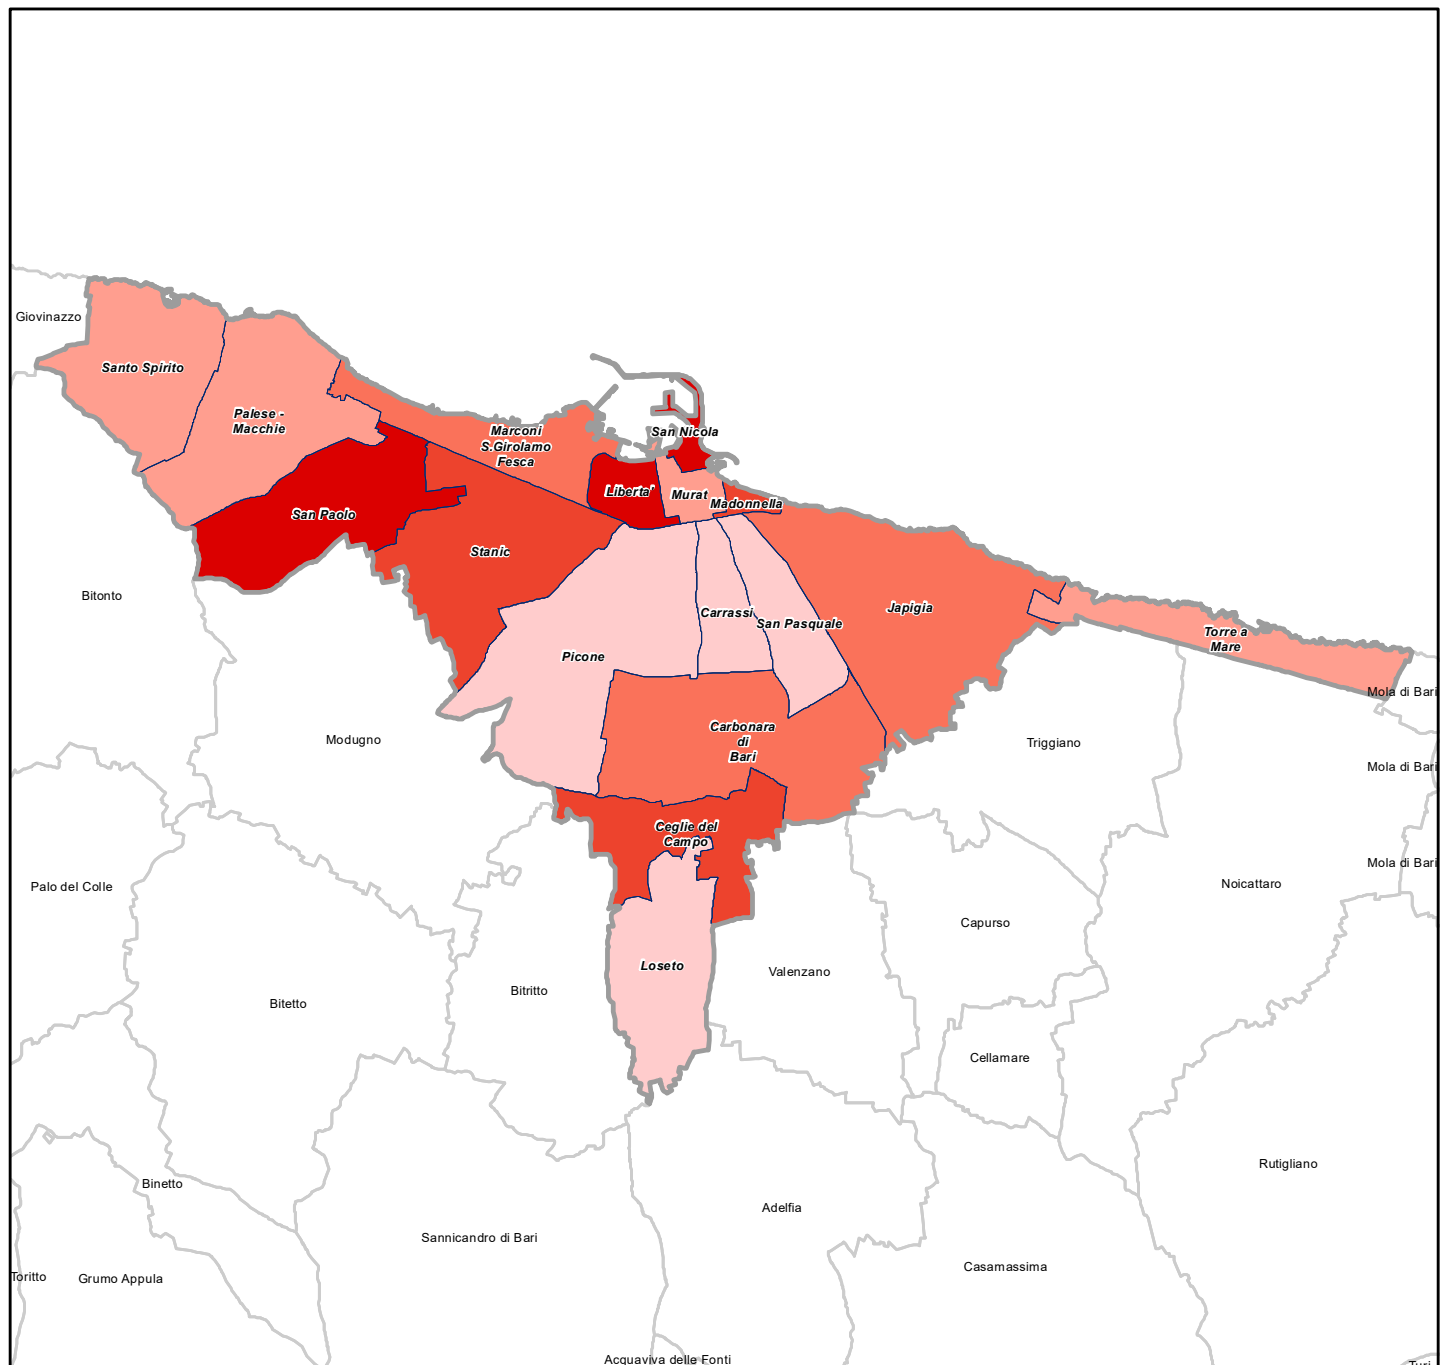 Giovinazzo
Santo Spirito
Palese -
Macchie
Marconi
S.Girolamo
Fesca
San Nicola
Liberta'
Murat
Madonnella
San Paolo
Stanic
Bitonto
Carrassi
San Pasquale
Japigia
Torre a
Mare
Picone
Mola di Bari
Carbonara
di
Bari
Modugno
Triggiano
Mola di Bari
Ceglie del
Campo
Mola di Bari
Palo del Colle
Noicattaro
Capurso
Loseto
Valenzano
Bitritto
Bitetto
Cellamare
Rutigliano
Binetto
Adelfia
Sannicandro di Bari
Casamassima
Toritto
Grumo Appula
Acquaviva delle Fonti
Turi